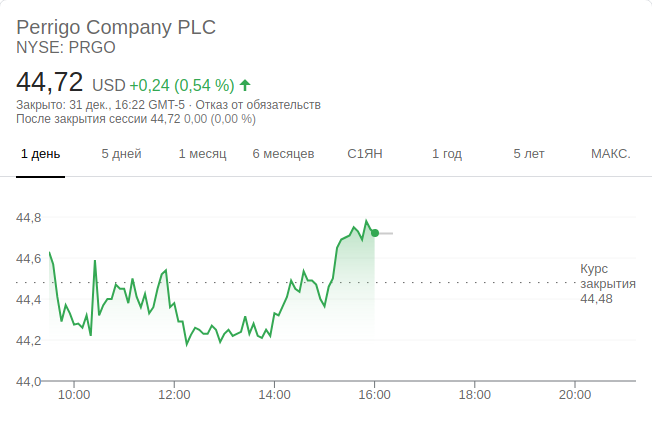 Perrigo Company PLC
NYSE: PRGO
44,72 USD +0,24 (0,54 %)
Закрыто: 31 дек., 16:22 GMT-5 · Отказ от обязательств
После закрытия сессии 44,72 0,00 (0,00 %)
1 день 5 дней 1 месяц 6 месяцев С1ЯН 1 год 5 лет МАКС.
44,8
44,6
Курс
закрытия
44,48
44,4
44,2
44,0
10:00 12:00 14:00 16:00 18:00 20:00